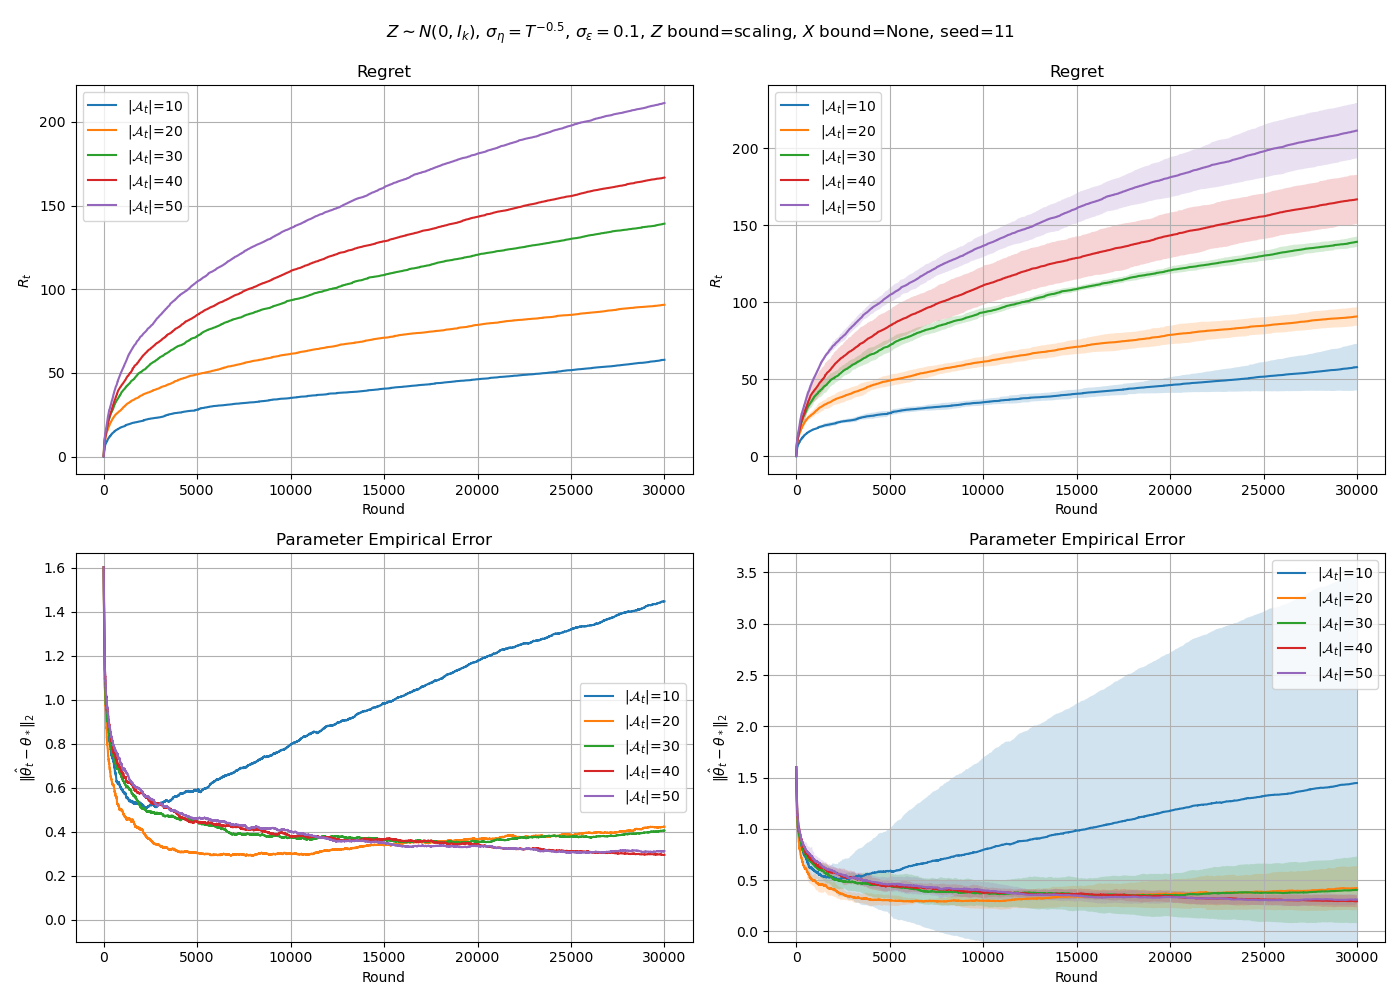 Z ∼ N(0, I_k), σ_η = T^{−0.5}, σ_ε = 0.1, Z bound=scaling, X bound=None, seed=11
Regret
|𝒜_t|=10
|𝒜_t|=20
|𝒜_t|=30
|𝒜_t|=40
|𝒜_t|=50
200
150
100
50
0
R_t
0 5000 10000 15000 20000 25000 30000
Round
Regret
|𝒜_t|=10
|𝒜_t|=20
|𝒜_t|=30
|𝒜_t|=40
|𝒜_t|=50
200
150
100
50
0
R_t
0 5000 10000 15000 20000 25000 30000
Round
Parameter Empirical Error
1.6
1.4
1.2
1.0
0.8
0.6
0.4
0.2
0.0
‖θ̂_t − θ_*‖₂
|𝒜_t|=10
|𝒜_t|=20
|𝒜_t|=30
|𝒜_t|=40
|𝒜_t|=50
0 5000 10000 15000 20000 25000 30000
Round
Parameter Empirical Error
3.5
3.0
2.5
2.0
1.5
1.0
0.5
0.0
‖θ̂_t − θ_*‖₂
|𝒜_t|=10
|𝒜_t|=20
|𝒜_t|=30
|𝒜_t|=40
|𝒜_t|=50
0 5000 10000 15000 20000 25000 30000
Round